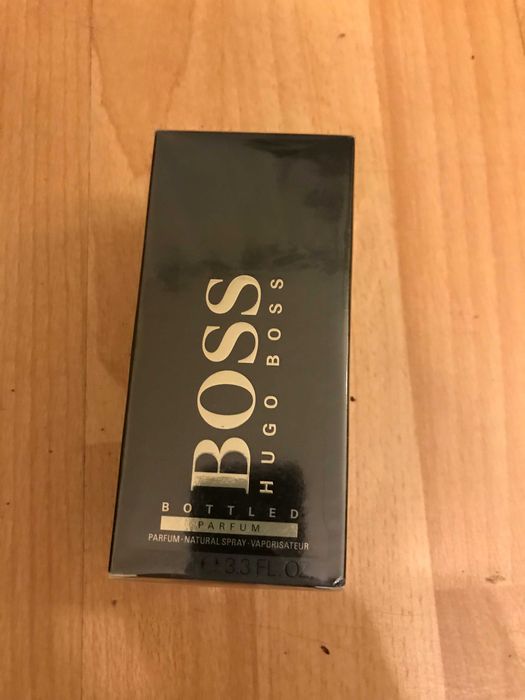 BOSS
HUGO BOSS
BOTTLED
PARFUM
PARFUM-NATURAL SPRAY-VAPORISATEUR
3.3 FL. OZ